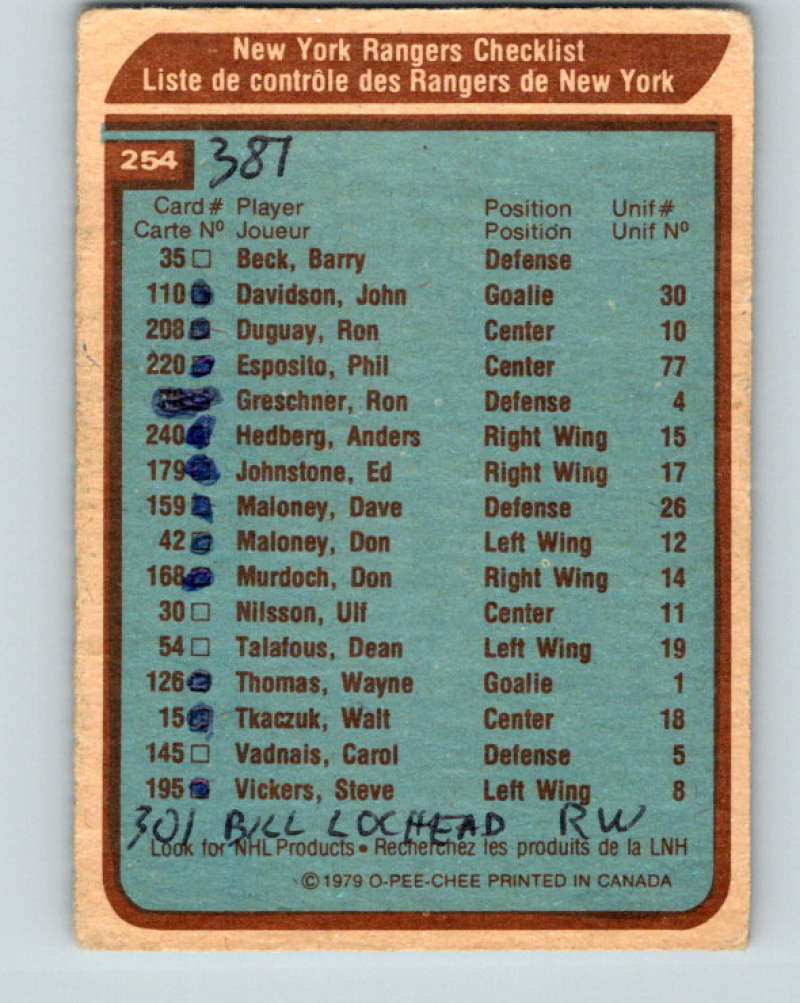 New York Rangers Checklist
Liste de contrôle des Rangers de New York
254 387
Card # Player Position Unif #
Carte Nº Joueur Position Unif Nº
35 Beck, Barry Defense
110 Davidson, John Goalie 30
208 Duguay, Ron Center 10
220 Esposito, Phil Center 77
Greschner, Ron Defense 4
240 Hedberg, Anders Right Wing 15
179 Johnstone, Ed Right Wing 17
159 Maloney, Dave Defense 26
42 Maloney, Don Left Wing 12
168 Murdoch, Don Right Wing 14
30 Nilsson, Ulf Center 11
54 Talafous, Dean Left Wing 19
126 Thomas, Wayne Goalie 1
15 Tkaczuk, Walt Center 18
145 Vadnais, Carol Defense 5
195 Vickers, Steve Left Wing 8
301 BILL LOCHEAD RW
Look for NHL Products • Recherchez les produits de la LNH
© 1979 O-PEE-CHEE PRINTED IN CANADA